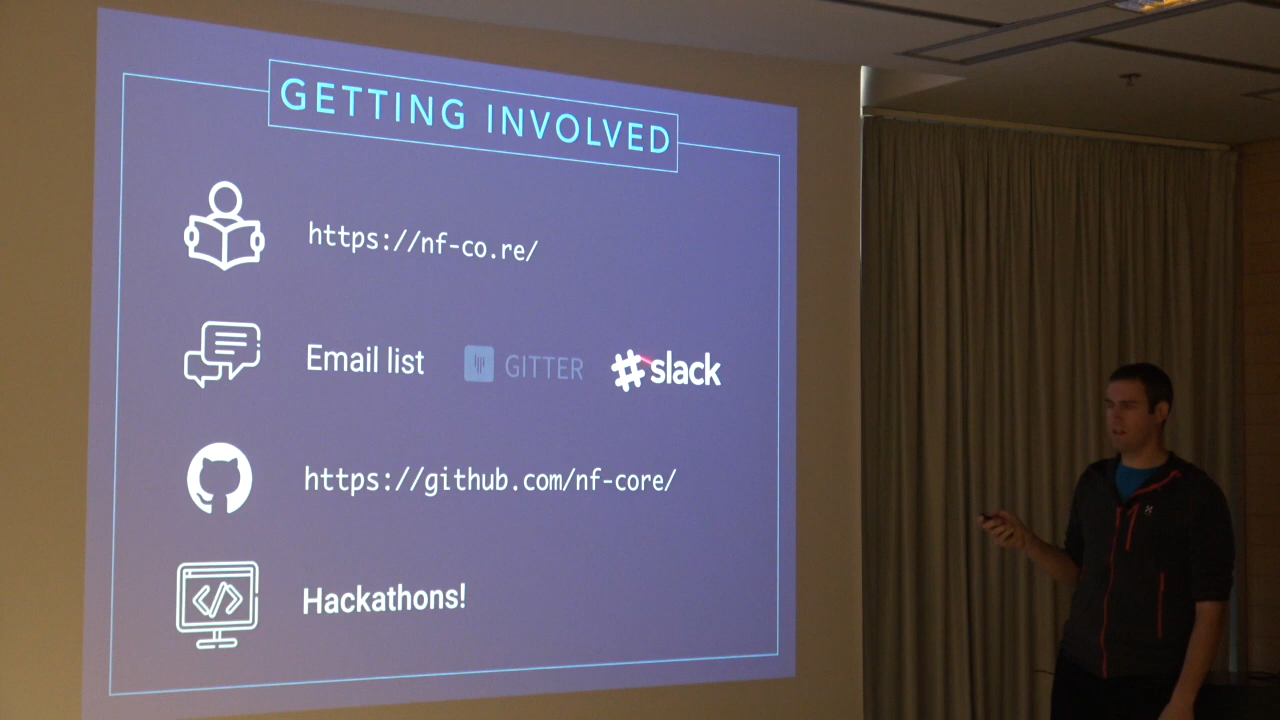 GETTING INVOLVED
https://nf-co.re/
Email list GITTER slack
https://github.com/nf-core/
Hackathons!